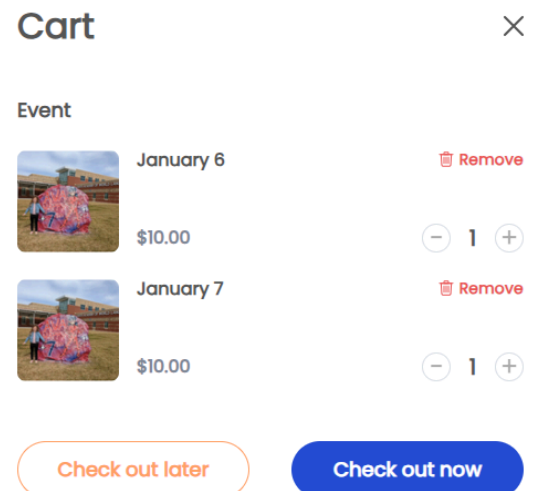 Cart
Event
January 6
Remove
$10.00
1
January 7
Remove
$10.00
1
Check out later
Check out now